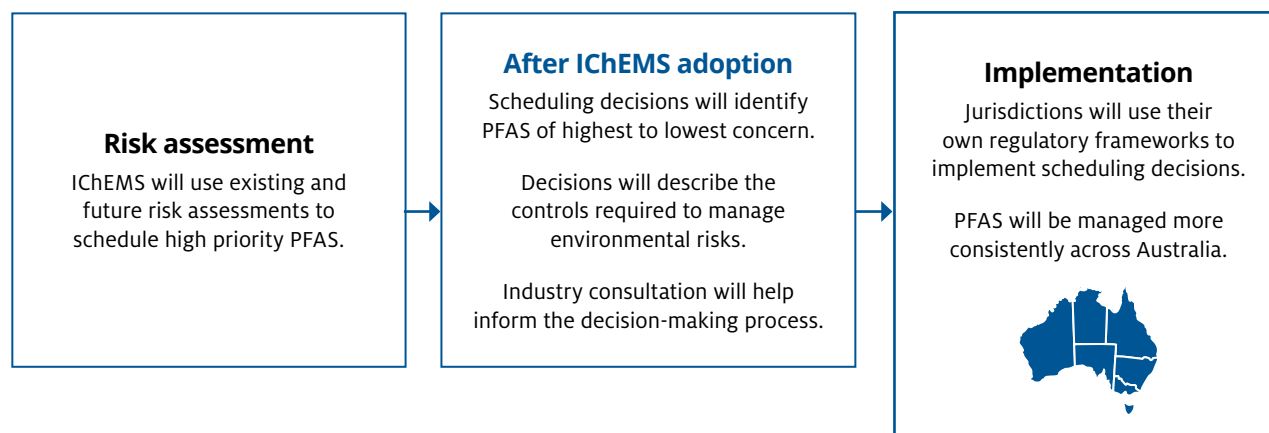 Risk assessment
IChEMS will use existing and
future risk assessments to
schedule high priority PFAS.
After IChEMS adoption
Scheduling decisions will identify
PFAS of highest to lowest concern.
Decisions will describe the
controls required to manage
environmental risks.
Industry consultation will help
inform the decision-making process.
Implementation
Jurisdictions will use their
own regulatory frameworks to
implement scheduling decisions.
PFAS will be managed more
consistently across Australia.